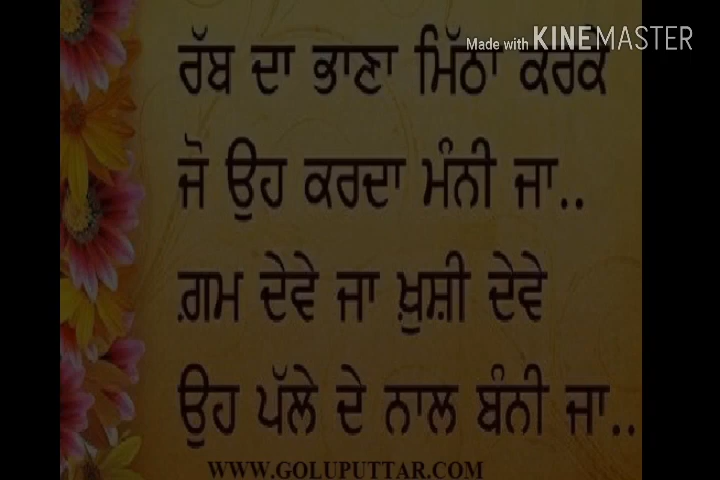 Made with KINEMASTER
ਰੱਬ ਦਾ ਭਾਣਾ ਮਿੱਠਾ ਕਰਕੇ
ਜੋ ਉਹ ਕਰਦਾ ਮੰਨੀ ਜਾ..
ਗ਼ਮ ਦੇਵੇ ਜਾ ਖ਼ੁਸ਼ੀ ਦੇਵੇ
ਉਹ ਪੱਲੇ ਦੇ ਨਾਲ ਬੰਨੀ ਜਾ..
WWW.GOLUPUTTAR.COM